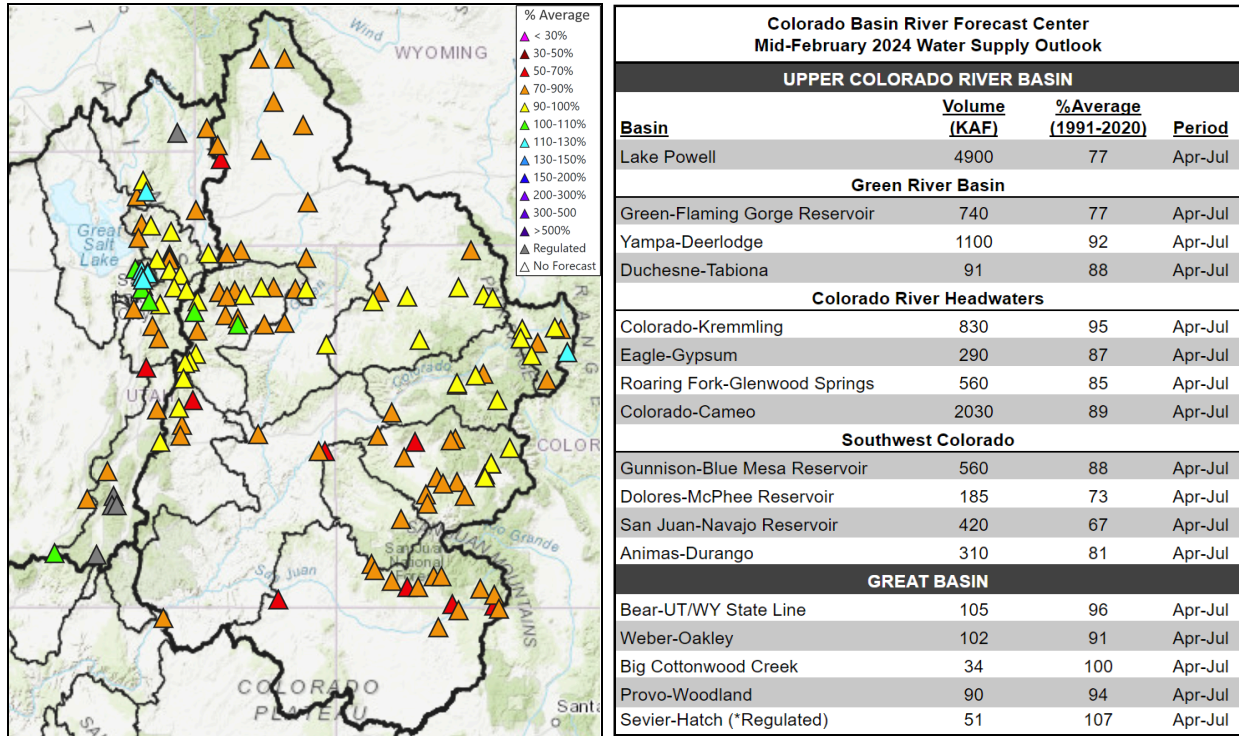 WYOMING
Wind
Great
Salt
Lake
UTAH
Colorado
COLOR
San Juan
National
Forest
SAN JUAN MOUNTAINS
Rio Grande
San Juan
COLORADO
PLATEAU
Santa
% Average
< 30%
30-50%
50-70%
70-90%
90-100%
100-110%
110-130%
130-150%
150-200%
200-300%
300-500
>500%
Regulated
No Forecast
Colorado Basin River Forecast Center
Mid-February 2024 Water Supply Outlook
UPPER COLORADO RIVER BASIN
Volume %Average
Basin (KAF) (1991-2020) Period
Lake Powell 4900 77 Apr-Jul
Green River Basin
Green-Flaming Gorge Reservoir 740 77 Apr-Jul
Yampa-Deerlodge 1100 92 Apr-Jul
Duchesne-Tabiona 91 88 Apr-Jul
Colorado River Headwaters
Colorado-Kremmling 830 95 Apr-Jul
Eagle-Gypsum 290 87 Apr-Jul
Roaring Fork-Glenwood Springs 560 85 Apr-Jul
Colorado-Cameo 2030 89 Apr-Jul
Southwest Colorado
Gunnison-Blue Mesa Reservoir 560 88 Apr-Jul
Dolores-McPhee Reservoir 185 73 Apr-Jul
San Juan-Navajo Reservoir 420 67 Apr-Jul
Animas-Durango 310 81 Apr-Jul
GREAT BASIN
Bear-UT/WY State Line 105 96 Apr-Jul
Weber-Oakley 102 91 Apr-Jul
Big Cottonwood Creek 34 100 Apr-Jul
Provo-Woodland 90 94 Apr-Jul
Sevier-Hatch (*Regulated) 51 107 Apr-Jul